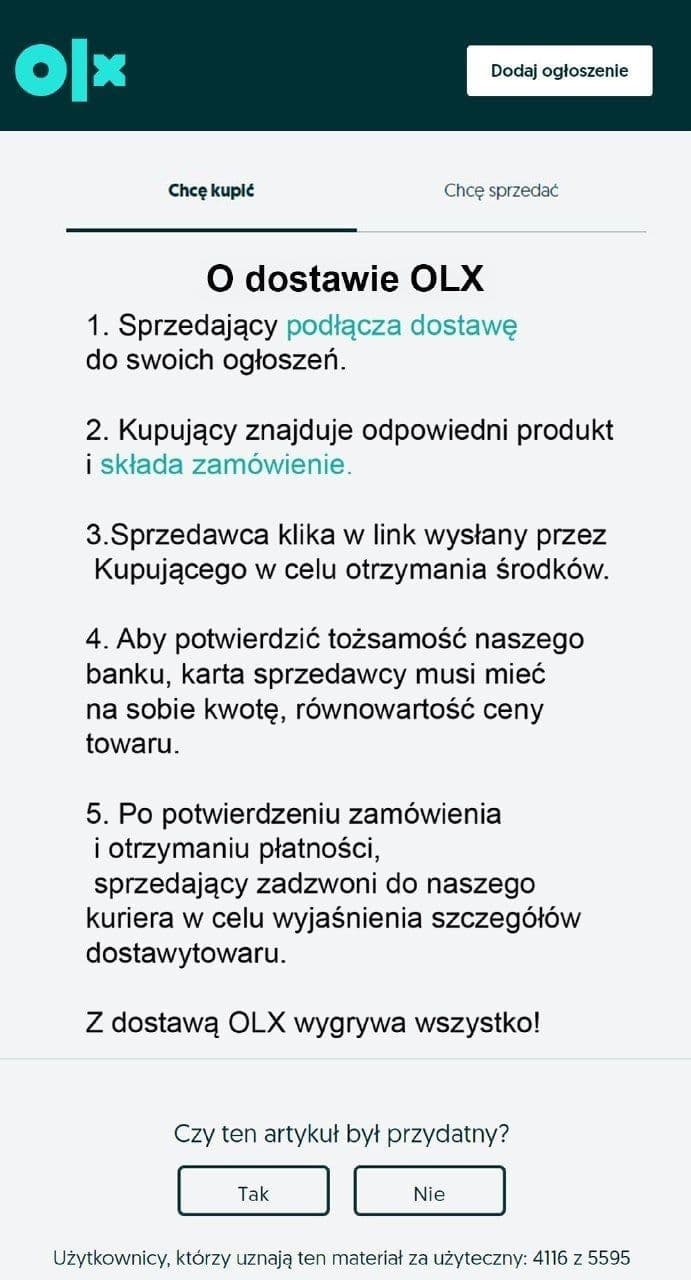 olx
Dodaj ogłoszenie
Chcę kupić
Chcę sprzedać
O dostawie OLX
1. Sprzedający podłącza dostawę
do swoich ogłoszeń.
2. Kupujący znajduje odpowiedni produkt
i składa zamówienie.
3.Sprzedawca klika w link wysłany przez
Kupującego w celu otrzymania środków.
4. Aby potwierdzić tożsamość naszego
banku, karta sprzedawcy musi mieć
na sobie kwotę, równowartość ceny
towaru.
5. Po potwierdzeniu zamówienia
i otrzymaniu płatności,
sprzedający zadzwoni do naszego
kuriera w celu wyjaśnienia szczegółów
dostawytowaru.
Z dostawą OLX wygrywa wszystko!
Czy ten artykuł był przydatny?
Tak
Nie
Użytkownicy, którzy uznają ten materiał za użyteczny: 4116 z 5595